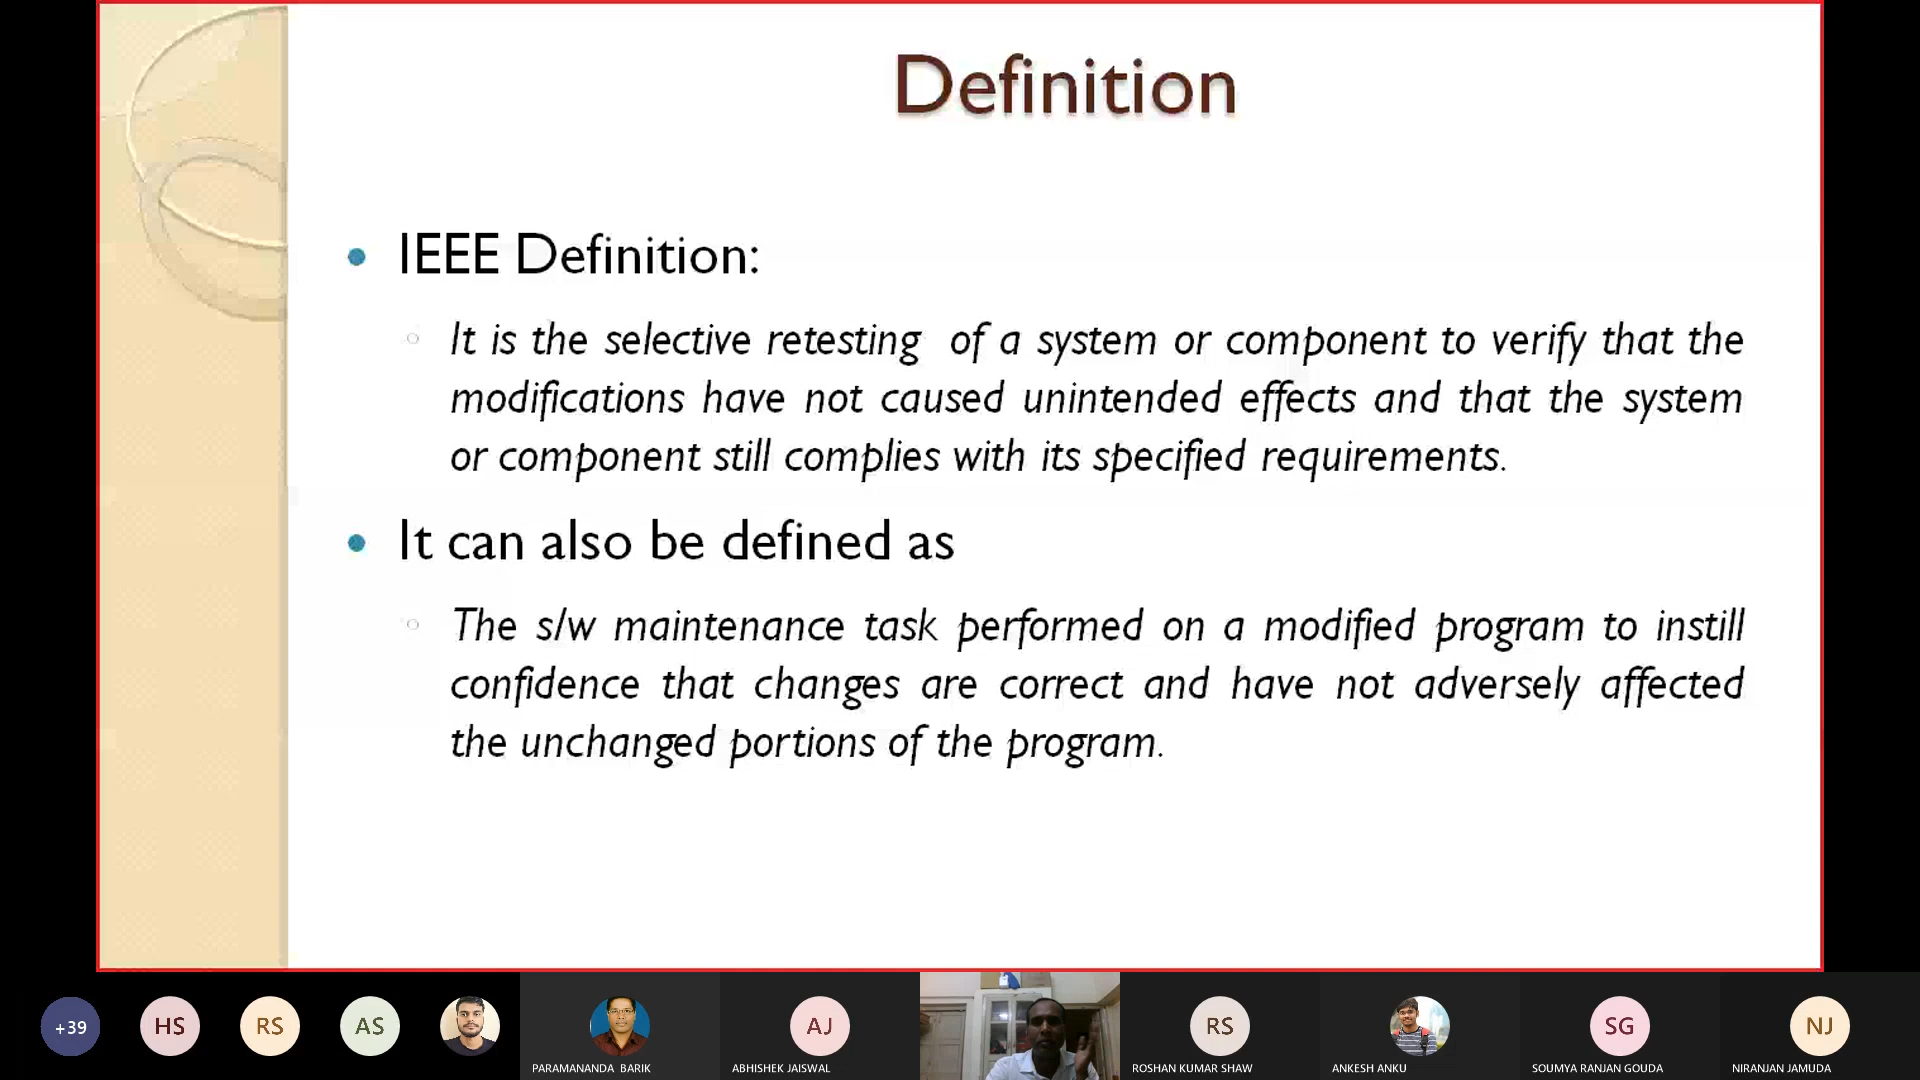 Definition
IEEE Definition:
It is the selective retesting of a system or component to verify that the
modifications have not caused unintended effects and that the system
or component still complies with its specified requirements.
It can also be defined as
The s/w maintenance task performed on a modified program to instill
confidence that changes are correct and have not adversely affected
the unchanged portions of the program.
+39
HS
RS
AS
PARAMANANDA BARIK
AJ
ABHISHEK JAISWAL
RS
ROSHAN KUMAR SHAW
ANKESH ANKU
SG
SOUMYA RANJAN GOUDA
NJ
NIRANJAN JAMUDA